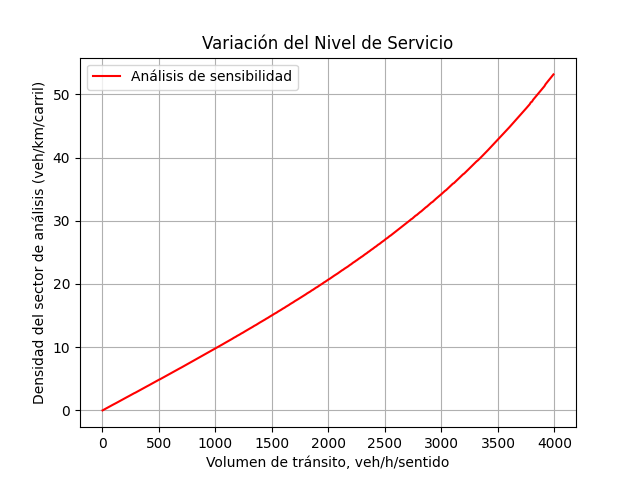 Variación del Nivel de Servicio
Análisis de sensibilidad
Densidad del sector de análisis (veh/km/carril)
50
40
30
20
10
0
0 500 1000 1500 2000 2500 3000 3500 4000
Volumen de tránsito, veh/h/sentido